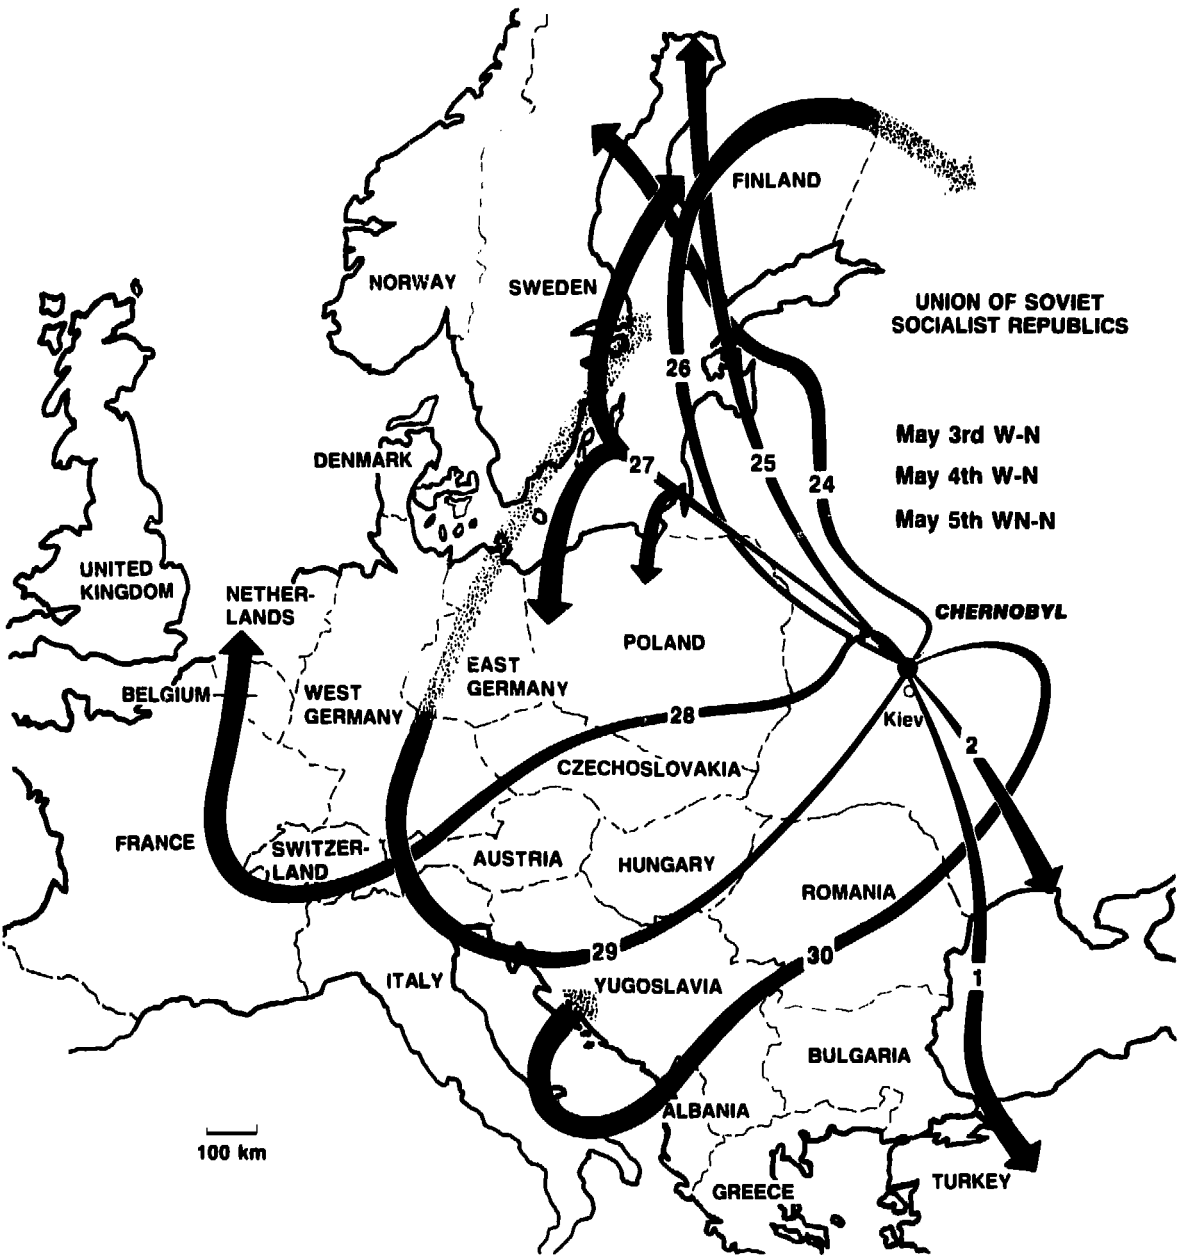 FINLAND
NORWAY
SWEDEN
UNION OF SOVIET
SOCIALIST REPUBLICS
26
May 3rd W-N
DENMARK
27
25
24
May 4th W-N
May 5th WN-N
UNITED
KINGDOM
NETHER-
LANDS
CHERNOBYL
POLAND
EAST
GERMANY
BELGIUM
WEST
GERMANY
28
Kiev
2
CZECHOSLOVAKIA
FRANCE
SWITZER-
LAND
AUSTRIA
HUNGARY
ROMANIA
29
30
ITALY
YUGOSLAVIA
1
BULGARIA
ALBANIA
100 km
GREECE
TURKEY